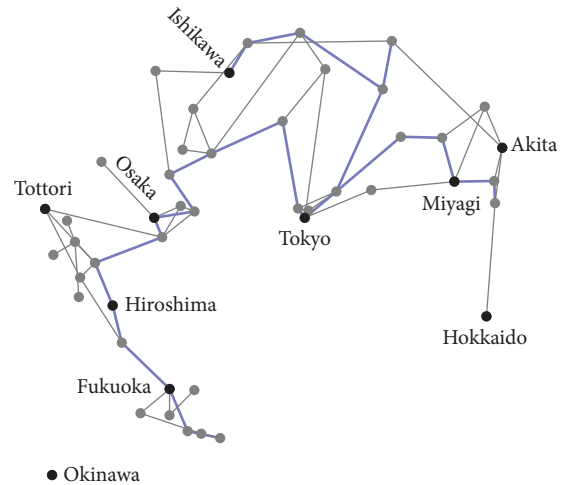 Ishikawa
Akita
Osaka
Tottori
Miyagi
Tokyo
Hiroshima
Hokkaido
Fukuoka
Okinawa